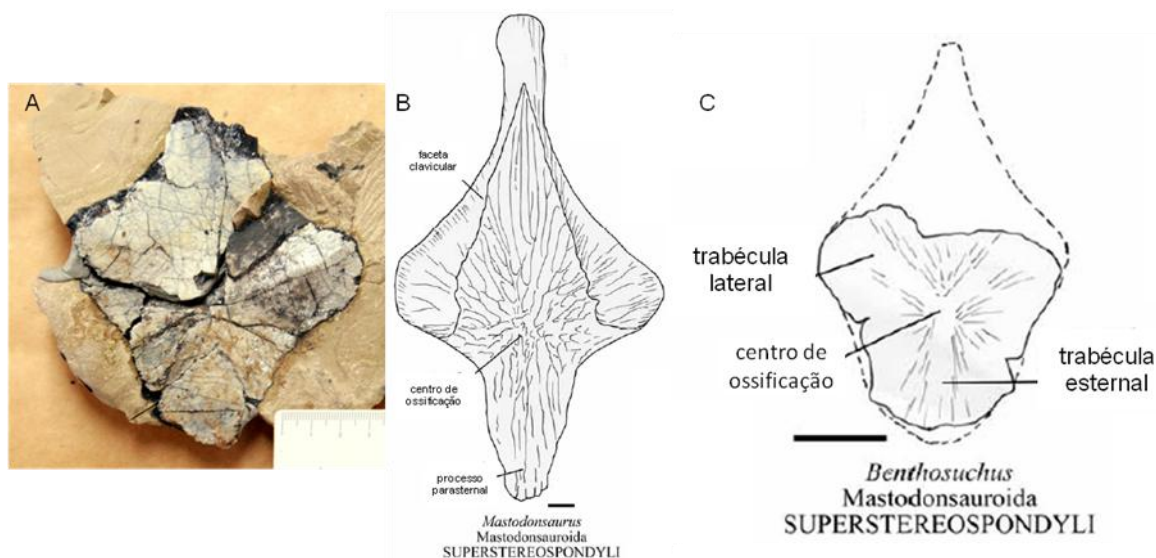 A
B
faceta
clavicular
centro de
ossificação
processo
parasternal
Mastodonsaurus
Mastodonsauroida
SUPERSTEREOSPONDYLI
C
trabécula
lateral
centro de
ossificação
trabécula
esternal
Benthosuchus
Mastodonsauroida
SUPERSTEREOSPONDYLI